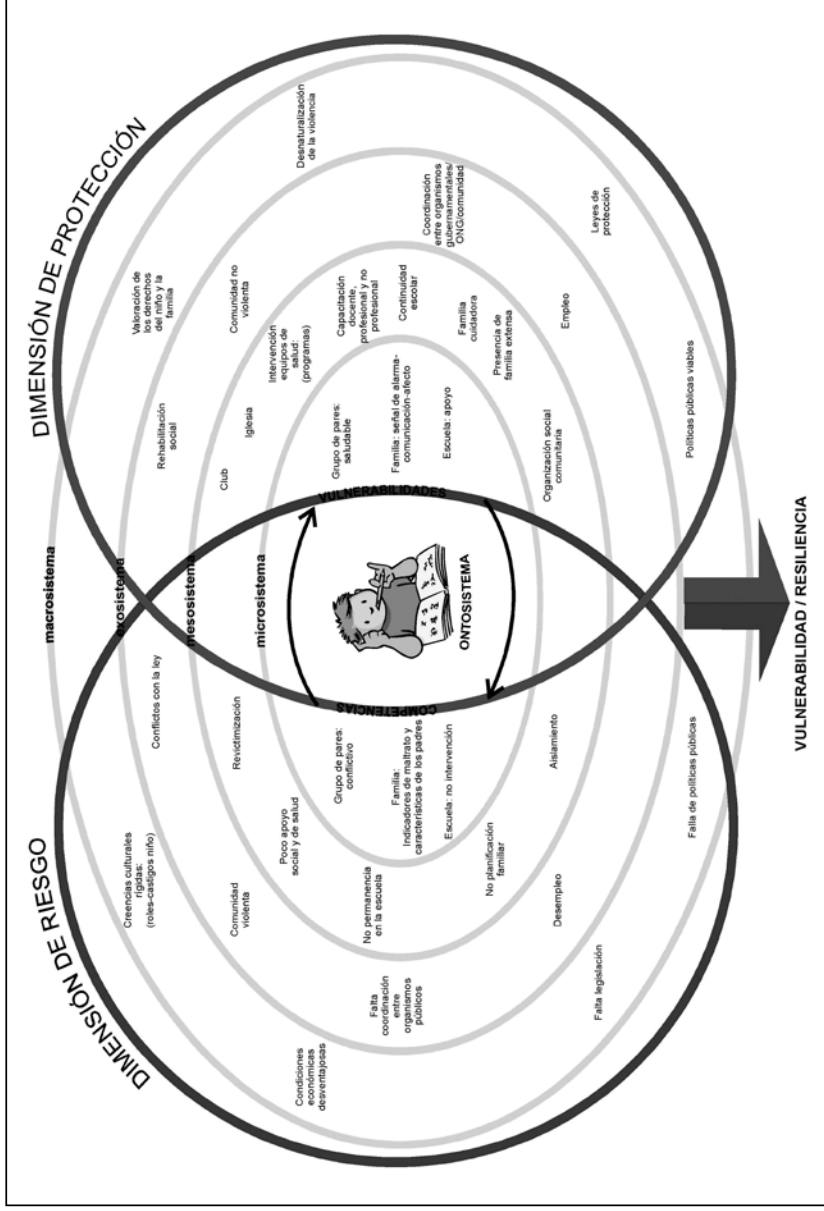 DIMENSIÓN DE RIESGO
DIMENSIÓN DE PROTECCIÓN
macrosistema
exosistema
mesosistema
microsistema
Creencias culturales
rígidas:
(roles-castigos niño)
Conflictos con la ley
Comunidad
violenta
Revictimización
Condiciones
económicas
desventajosas
Poco apoyo
social y de salud
Grupo de pares:
conflictivo
No permanencia
en la escuela
Falta
coordinación
entre
organismos
públicos
Familia:
Indicadores de maltrato y
características de los padres
Escuela: no intervención
No planificación
familiar
Aislamiento
Desempleo
Falta legislación
Falla de políticas públicas
COMPETENCIAS
VULNERABILIDADES
ONTOSISTEMA
Rehabilitación
social
Valoración de
los derechos
del niño y la
familia
Club
Iglesia
Comunidad no
violenta
Intervención
equipos de
salud:
(programas)
Desnaturalización
de la violencia
Grupo de pares:
saludable
Capacitación
docente,
profesional y no
profesional
Familia: señal de alarma-
comunicación-afecto
Continuidad
escolar
Escuela: apoyo
Familia
cuidadora
Coordinación
entre organismos
gubernamentales/
ONG/comunidad
Presencia de
familia extensa
Organización social
comunitaria
Empleo
Leyes de
protección
Políticas públicas viables
VULNERABILIDAD / RESILIENCIA